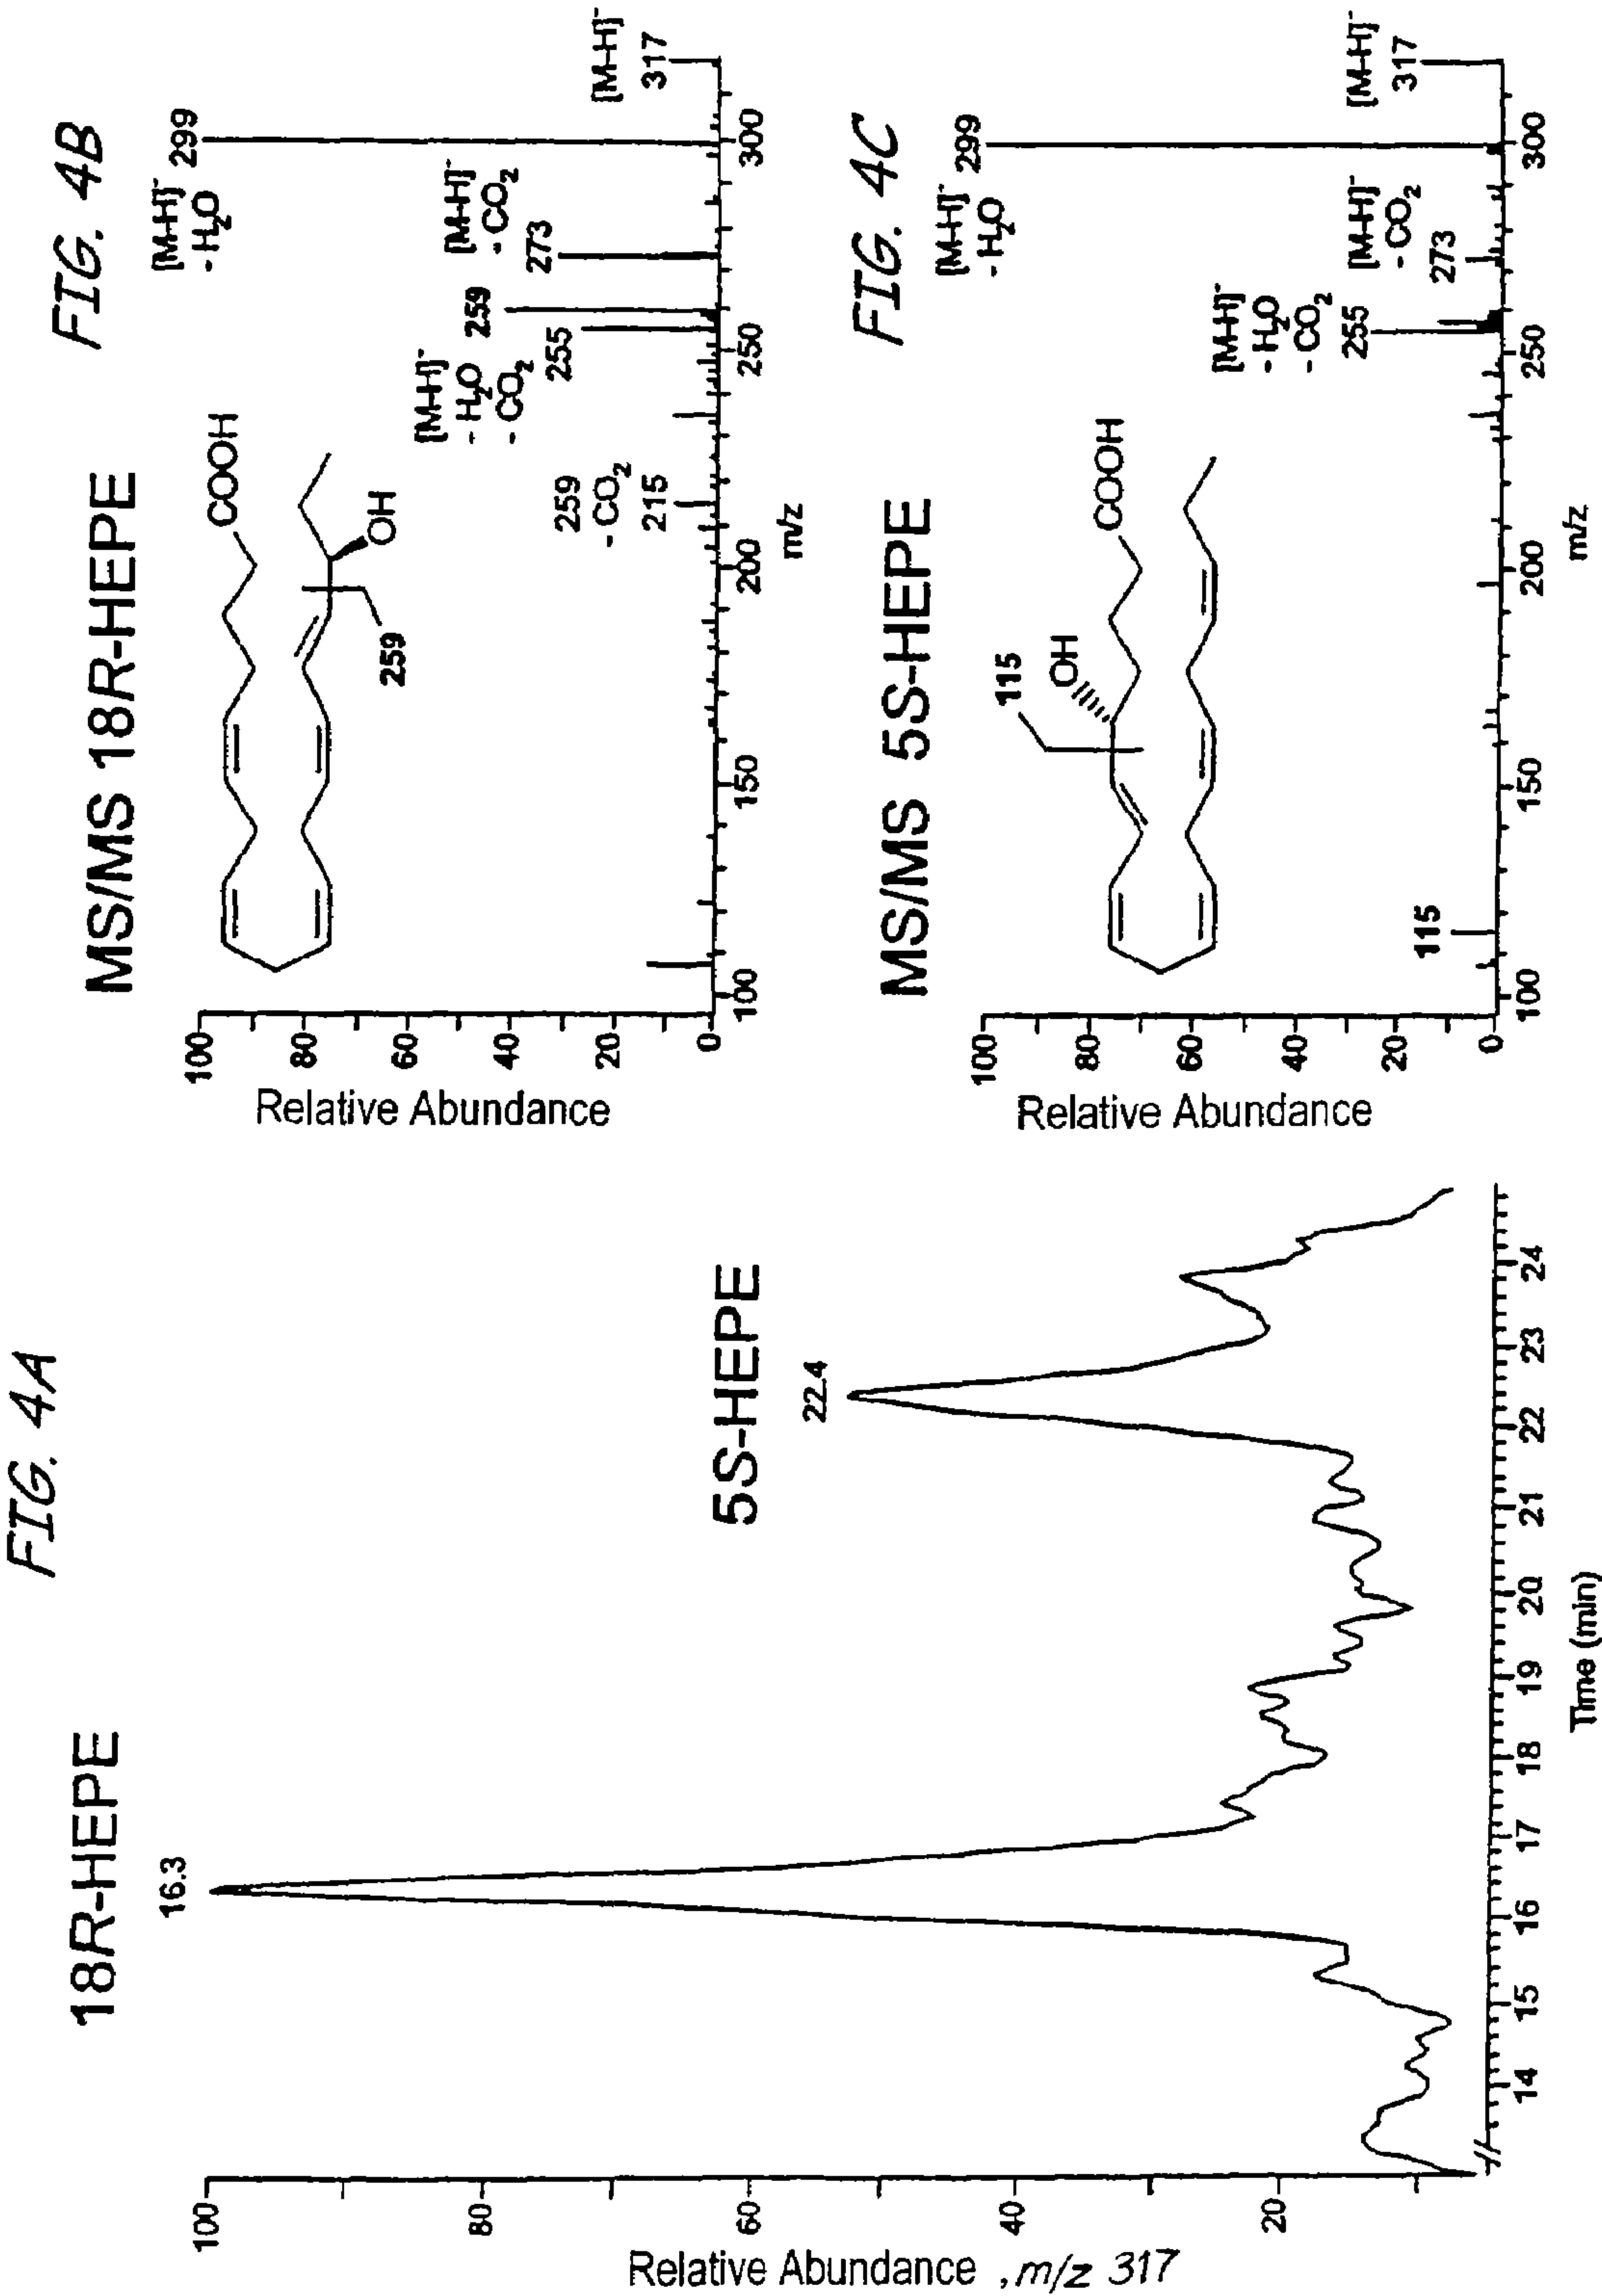 FIG. 4A
18R-HEPE
16.3
5S-HEPE
22.4
100
80
60
40
20
Relative Abundance , m/z 317
14
15
16
17
18
19
20
21
22
23
24
Time (min)
FIG. 4B
MS/MS 18R-HEPE
COOH
OH
259
[M-H]⁻
- H₂O
299
[M-H]⁻
- CO₂
273
259
[M-H]⁻
- H₂O
- CO₂
255
259
- CO₂
215
[M-H]⁻
317
100
80
60
40
20
0
Relative Abundance
100
150
200
250
300
m/z
FIG. 4C
MS/MS 5S-HEPE
115
OH
COOH
[M-H]⁻
- H₂O
299
[M-H]⁻
- H₂O
- CO₂
255
[M-H]⁻
- CO₂
273
[M-H]⁻
317
115
100
80
60
40
20
0
Relative Abundance
100
150
200
250
300
m/z